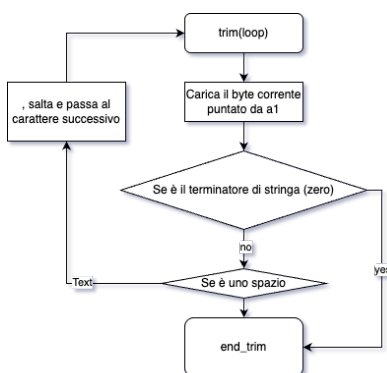 trim(loop)
Carica il byte corrente
puntato da a1
, salta e passa al
carattere successivo
Se è il terminatore di stringa (zero)
no
yes
Se è uno spazio
Text
end_trim